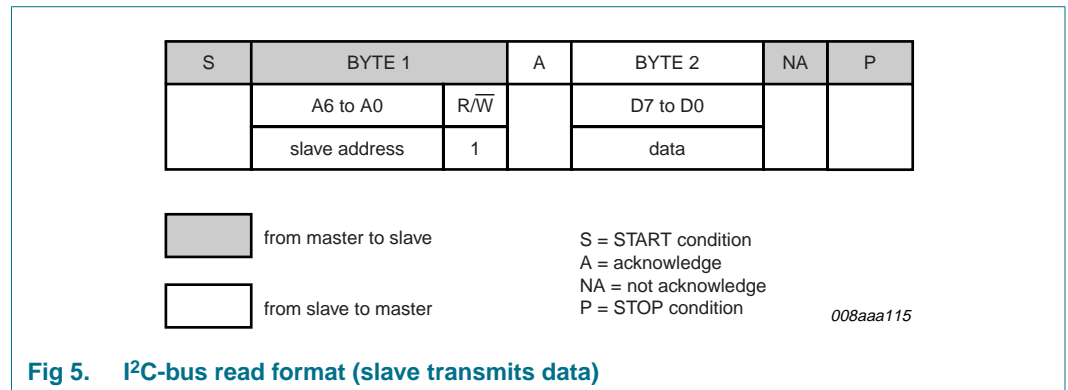 S BYTE 1 A BYTE 2 NA P
A6 to A0 R/W̅ D7 to D0
slave address 1 data
from master to slave
from slave to master
S = START condition
A = acknowledge
NA = not acknowledge
P = STOP condition
008aaa115
Fig 5. I²C-bus read format (slave transmits data)